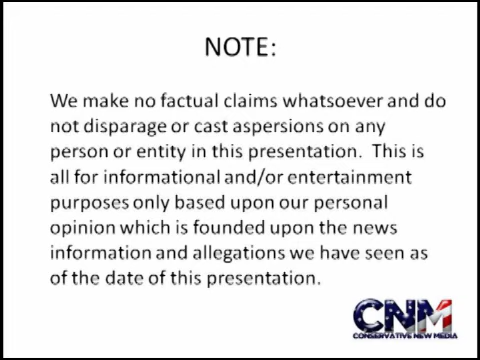 NOTE:
We make no factual claims whatsoever and do
not disparage or cast aspersions on any
person or entity in this presentation.  This is
all for informational and/or entertainment
purposes only based upon our personal
opinion which is founded upon the news
information and allegations we have seen as
of the date of this presentation.
CNM
CONSERVATIVE NEW MEDIA